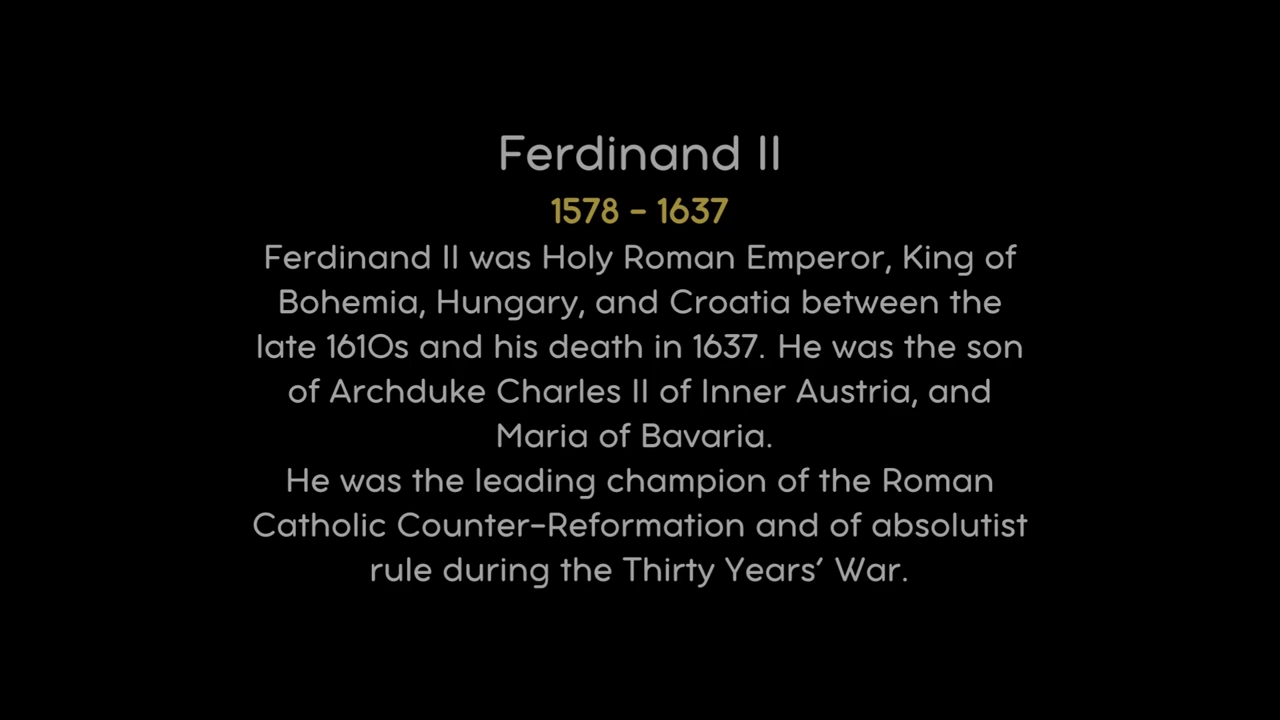 Ferdinand II
1578 - 1637
Ferdinand II was Holy Roman Emperor, King of
Bohemia, Hungary, and Croatia between the
late 1610s and his death in 1637. He was the son
of Archduke Charles II of Inner Austria, and
Maria of Bavaria.
He was the leading champion of the Roman
Catholic Counter-Reformation and of absolutist
rule during the Thirty Years’ War.